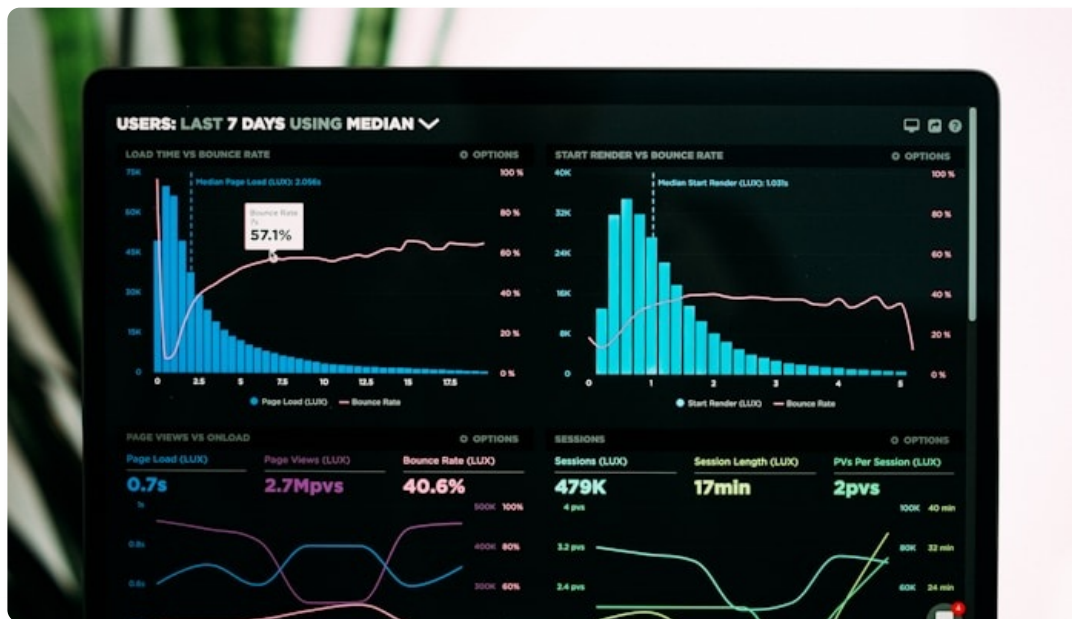 USERS: LAST 7 DAYS USING MEDIAN
LOAD TIME VS BOUNCE RATE
OPTIONS
75K
60K
45K
30K
15K
0
Median Page Load (LUX): 2.056s
Bounce Rate
7s
57.1%
100 %
80 %
60 %
40 %
20 %
0 %
0 2.5 5 7.5 10 12.5 15 17.5
Page Load (LUX) Bounce Rate
START RENDER VS BOUNCE RATE
OPTIONS
40K
32K
24K
16K
8K
0
Median Start Render (LUX): 1.031s
100 %
80 %
60 %
40 %
20 %
0 %
0 1 2 3 4 5
Start Render (LUX) Bounce Rate
PAGE VIEWS VS ONLOAD
OPTIONS
Page Load (LUX)
0.7s
Page Views (LUX)
2.7Mpvs
Bounce Rate (LUX)
40.6%
1s
0.8s
0.6s
500K 100%
400K 80%
300K 60%
SESSIONS
OPTIONS
Sessions (LUX)
479K
Session Length (LUX)
17min
PVs Per Session (LUX)
2pvs
4 pvs
3.2 pvs
2.4 pvs
100K 40 min
80K 32 min
60K 24 min
4